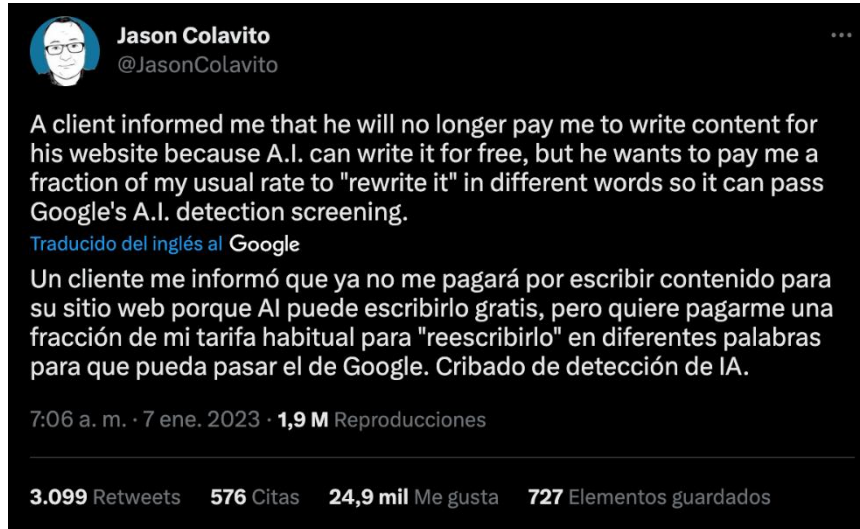 Jason Colavito
@JasonColavito
A client informed me that he will no longer pay me to write content for
his website because A.I. can write it for free, but he wants to pay me a
fraction of my usual rate to "rewrite it" in different words so it can pass
Google's A.I. detection screening.
Traducido del inglés al Google
Un cliente me informó que ya no me pagará por escribir contenido para
su sitio web porque AI puede escribirlo gratis, pero quiere pagarme una
fracción de mi tarifa habitual para "reescribirlo" en diferentes palabras
para que pueda pasar el de Google. Cribado de detección de IA.
7:06 a. m. · 7 ene. 2023 · 1,9 M Reproducciones
3.099 Retweets 576 Citas 24,9 mil Me gusta 727 Elementos guardados